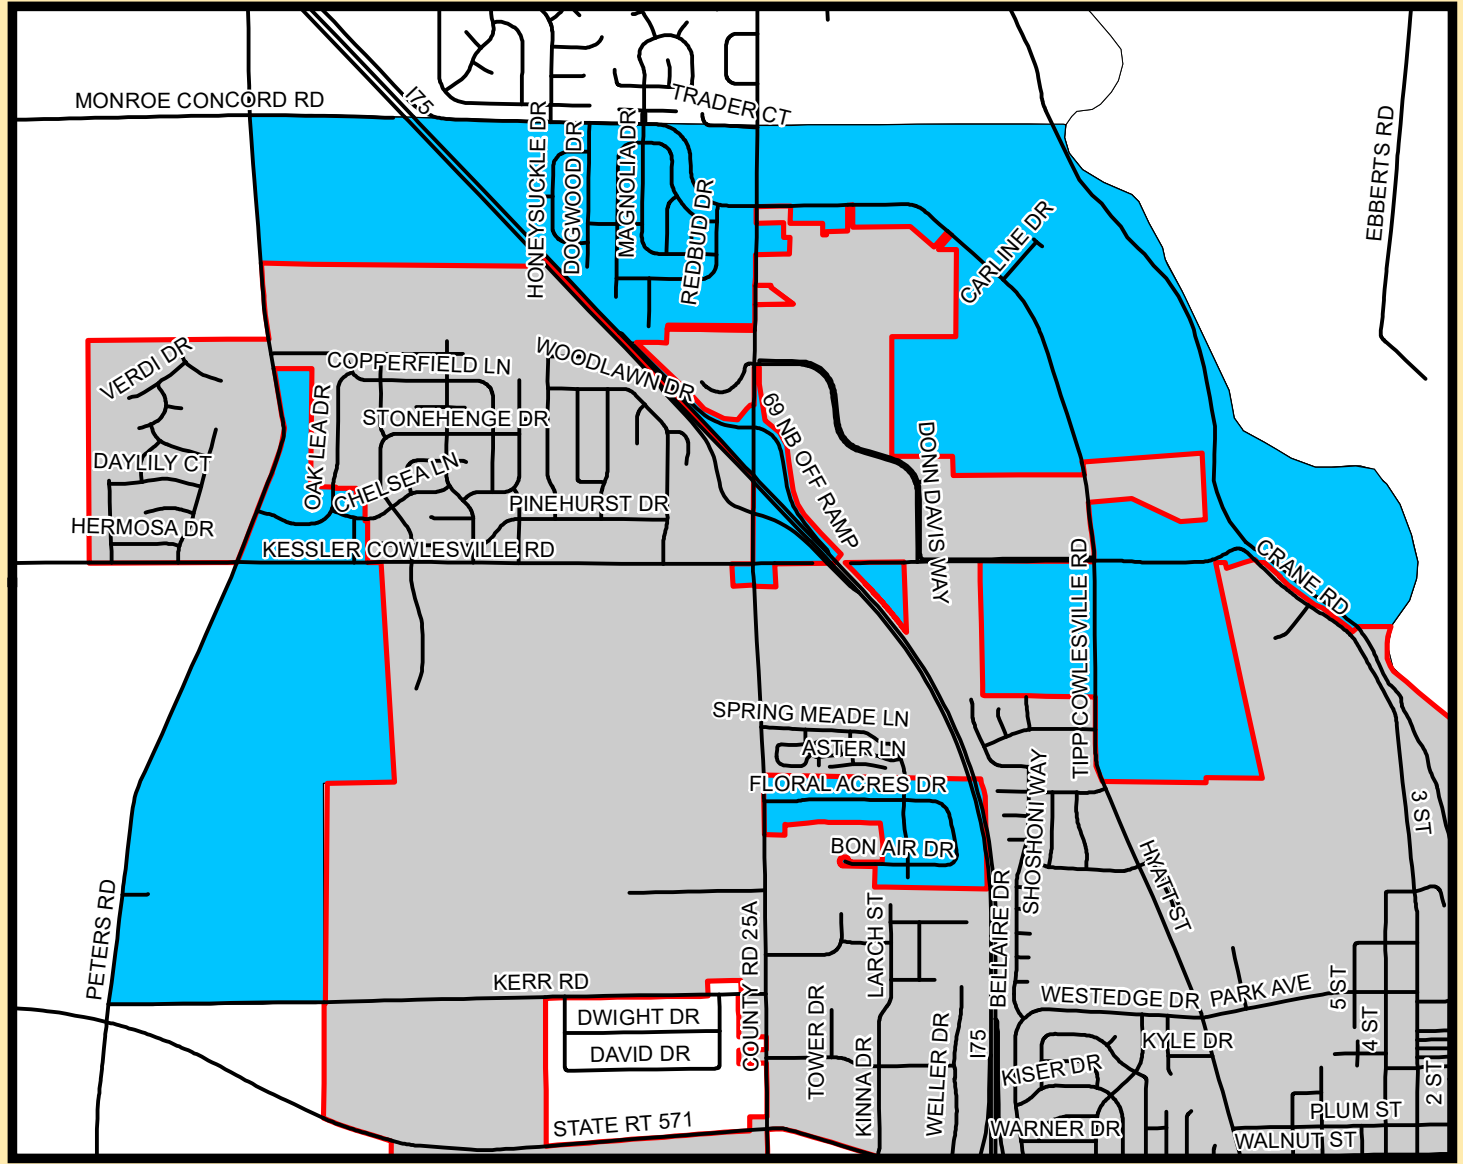 MONROE CONCORD RD
I75
TRADER CT
HONEYSUCKLE DR
DOGWOOD DR
MAGNOLIA DR
REDBUD DR
EBBERTS RD
CARLINE DR
VERDI DR
COPPERFIELD LN
WOODLAWN DR
OAK LEA DR
STONEHENGE DR
69 NB OFF RAMP
DONN DAVIS WAY
DAYLILY CT
CHELSEA LN
PINEHURST DR
HERMOSA DR
KESSLER COWLESVILLE RD
CRANE RD
TIPP COWLESVILLE RD
SPRING MEADE LN
ASTER LN
FLORAL ACRES DR
SHOSHONI WAY
3 ST
BON AIR DR
HYATT ST
PETERS RD
COUNTY RD 25A
LARCH ST
BELLAIRE DR
KERR RD
WESTEDGE DR
PARK AVE
5 ST
DWIGHT DR
4 ST
DAVID DR
TOWER DR
KINNA DR
WELLER DR
I75
KYLE DR
KISER DR
2 ST
STATE RT 571
WARNER DR
PLUM ST
WALNUT ST